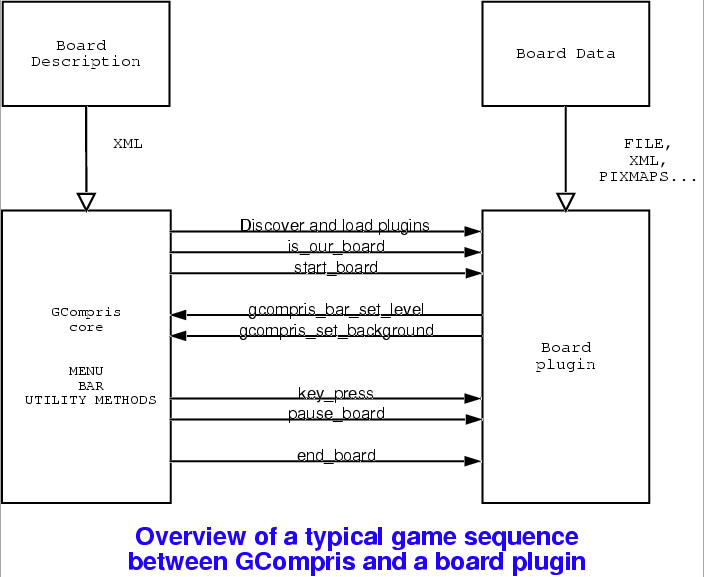 Board
Description
Board Data
XML
FILE,
XML,
PIXMAPS...
Discover and load plugins
is_our_board
start_board
gcompris_bar_set_level
gcompris_set_background
GCompris
core
MENU
BAR
UTILITY METHODS
Board
plugin
key_press
pause_board
end_board
Overview of a typical game sequence
between GCompris and a board plugin